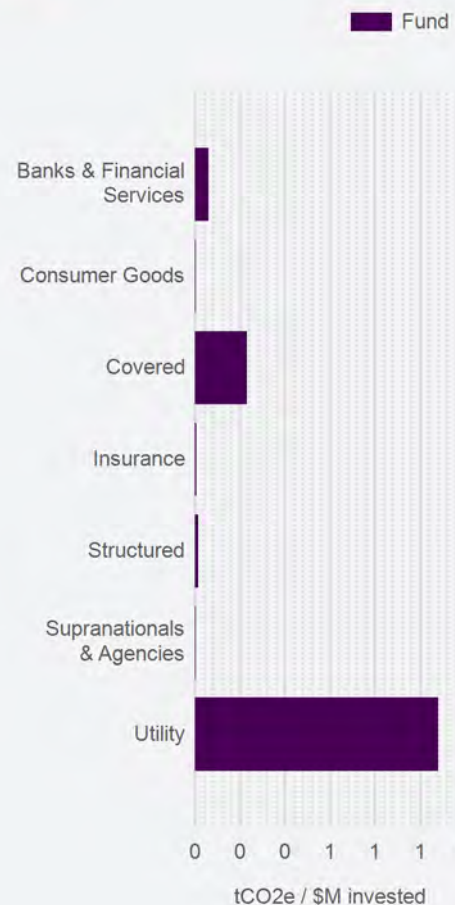 Fund
Banks & Financial
Services
Consumer Goods
Covered
Insurance
Structured
Supranationals
& Agencies
Utility
0 0 0 1 1 1
tCO2e / $M invested